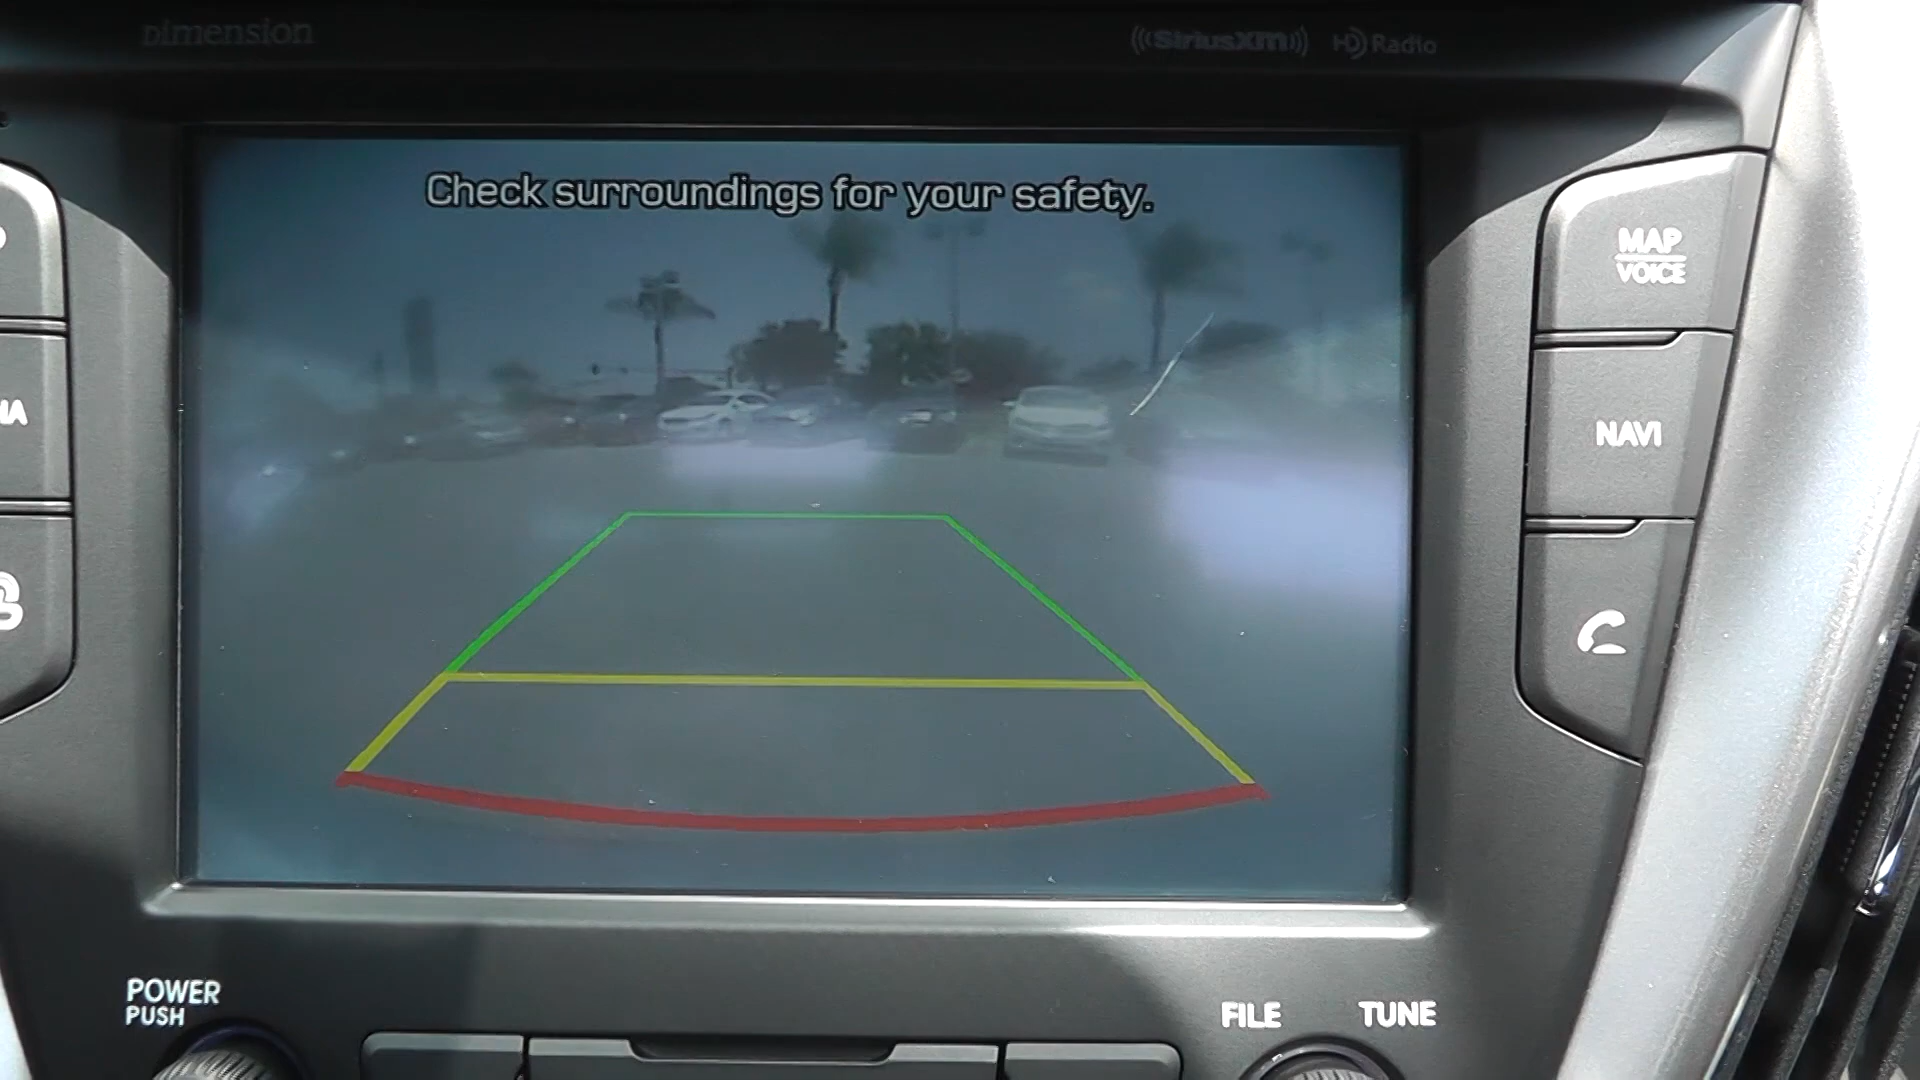 Dimension
SiriusXM HD Radio
Check surroundings for your safety.
MAP
VOICE
NAVI
POWER
PUSH
FILE TUNE